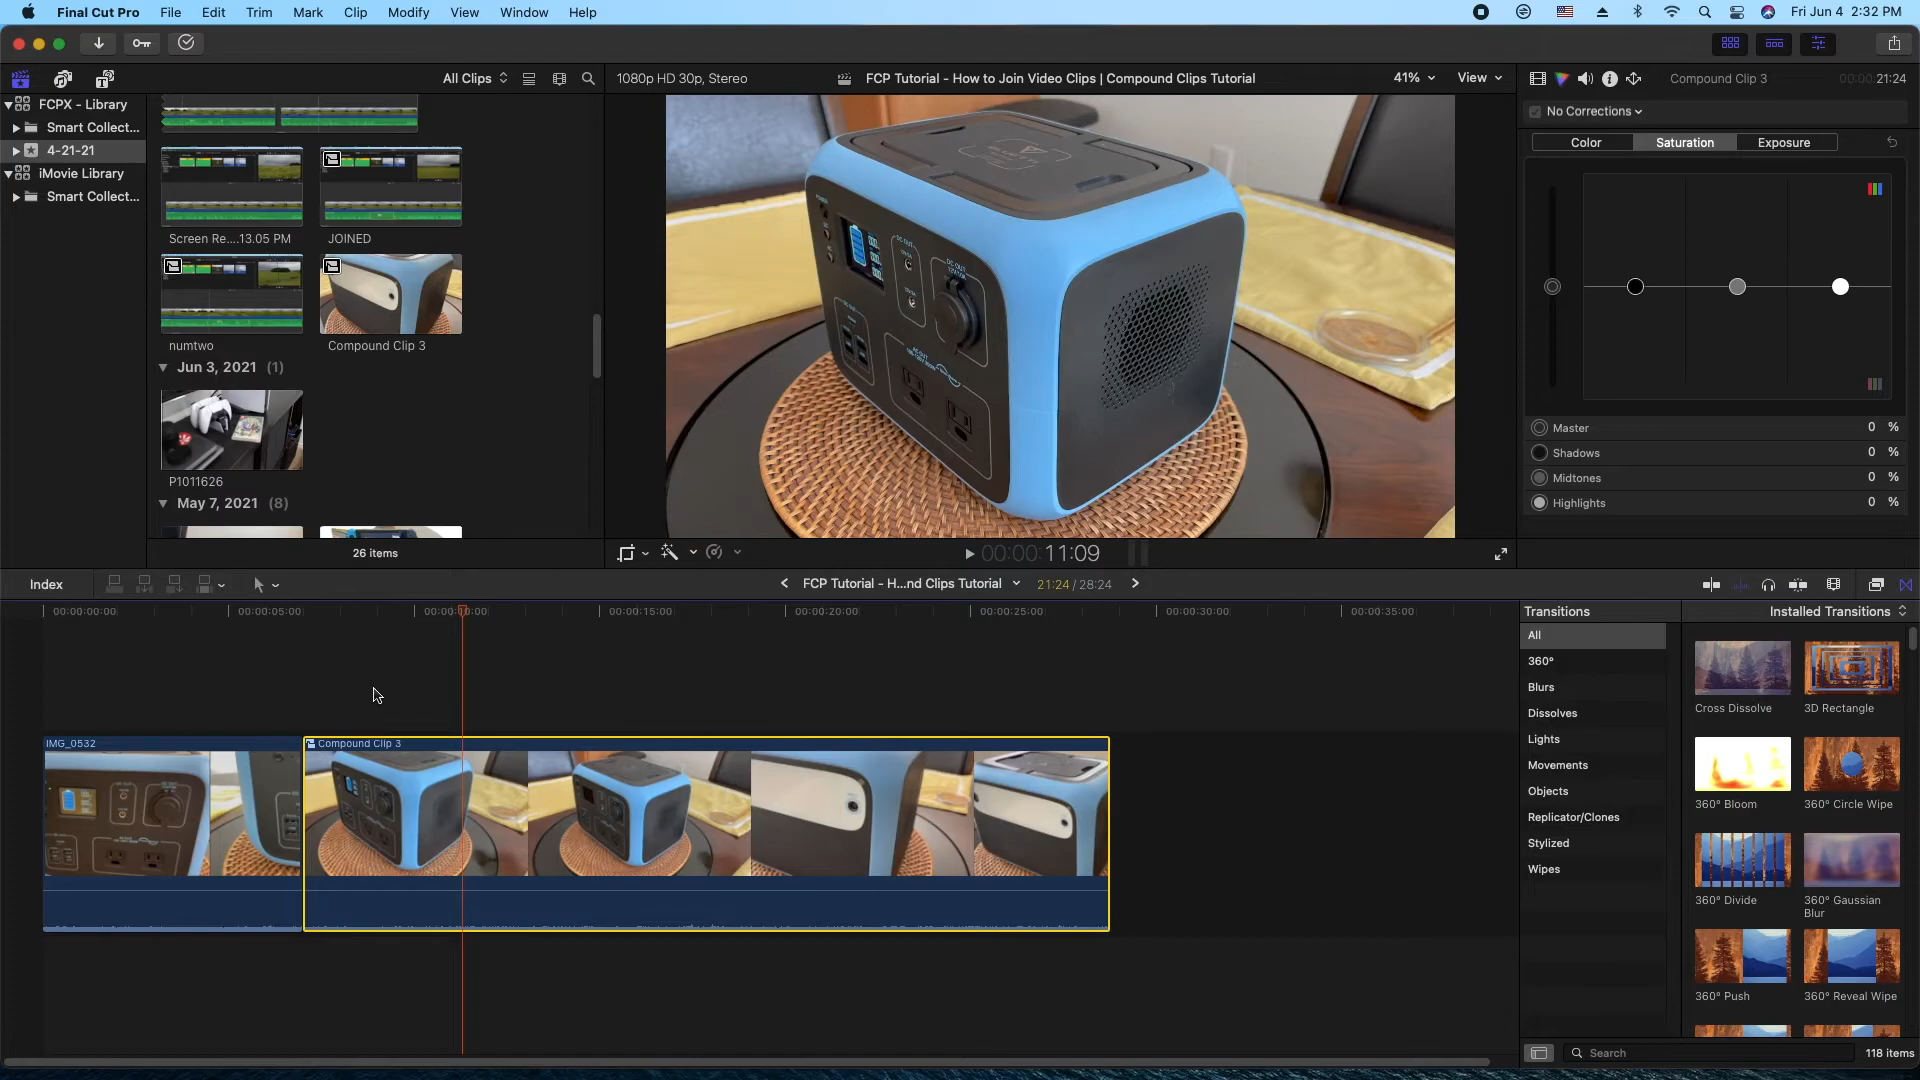 Final Cut Pro File Edit Trim Mark Clip Modify View Window Help Fri Jun 4 2:32 PM
All Clips
1080p HD 30p, Stereo
FCP Tutorial - How to Join Video Clips | Compound Clips Tutorial
41%
View
Compound Clip 3
00:00:21:24
FCPX - Library
Smart Collect...
4-21-21
iMovie Library
Smart Collect...
Screen Re....13.05 PM
JOINED
numtwo
Compound Clip 3
Jun 3, 2021 (1)
P1011626
May 7, 2021 (8)
26 items
No Corrections
Color Saturation Exposure
Master 0 %
Shadows 0 %
Midtones 0 %
Highlights 0 %
00:00:11:09
Index
FCP Tutorial - H...nd Clips Tutorial
21:24 / 28:24
00:00:00:00 00:00:05:00 00:00:10:00 00:00:15:00 00:00:20:00 00:00:25:00 00:00:30:00 00:00:35:00
IMG_0532
Compound Clip 3
Transitions
Installed Transitions
All
360°
Blurs
Dissolves
Lights
Movements
Objects
Replicator/Clones
Stylized
Wipes
Cross Dissolve
3D Rectangle
360° Bloom
360° Circle Wipe
360° Divide
360° Gaussian
Blur
360° Push
360° Reveal Wipe
Search
118 items